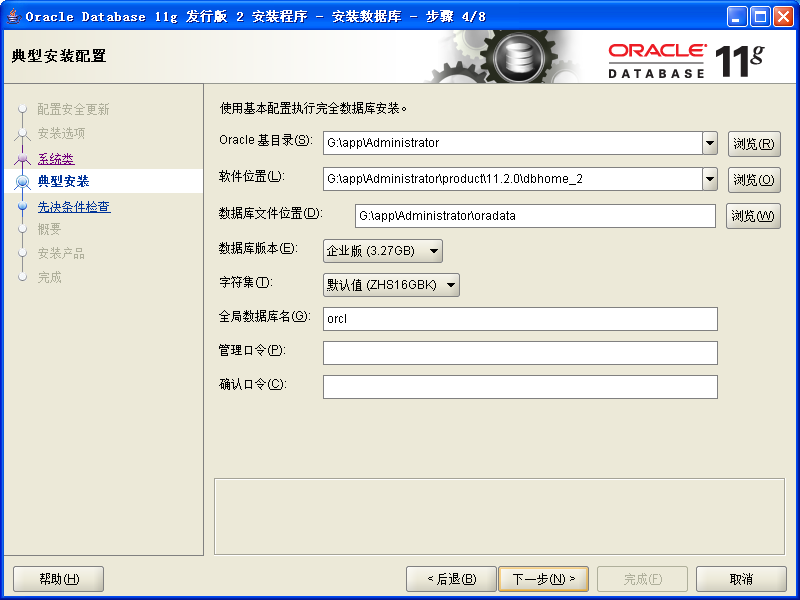 Oracle Database 11g 发行版 2 安装程序 - 安装数据库 - 步骤 4/8
典型安装配置
ORACLE 11g
DATABASE
配置安全更新
安装选项
系统类
典型安装
先决条件检查
概要
安装产品
完成
使用基本配置执行完全数据库安装。
Oracle 基目录(S): G:\app\Administrator 浏览(R)
软件位置(L): G:\app\Administrator\product\11.2.0\dbhome_2 浏览(O)
数据库文件位置(D): G:\app\Administrator\oradata 浏览(W)
数据库版本(E): 企业版 (3.27GB)
字符集(T): 默认值 (ZHS16GBK)
全局数据库名(G): orcl
管理口令(P):
确认口令(C):
帮助(H) < 后退(B) 下一步(N) > 完成(F) 取消